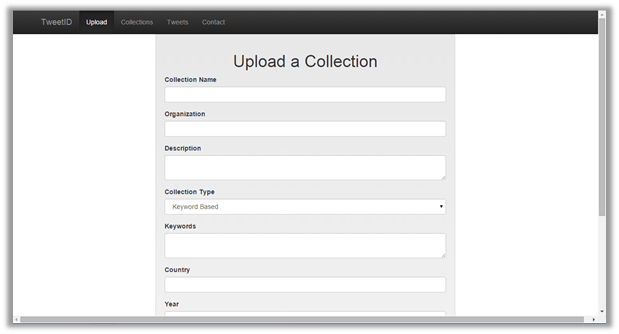 TweetID Upload Collections Tweets Contact
Upload a Collection
Collection Name
Organization
Description
Collection Type
Keyword Based
Keywords
Country
Year